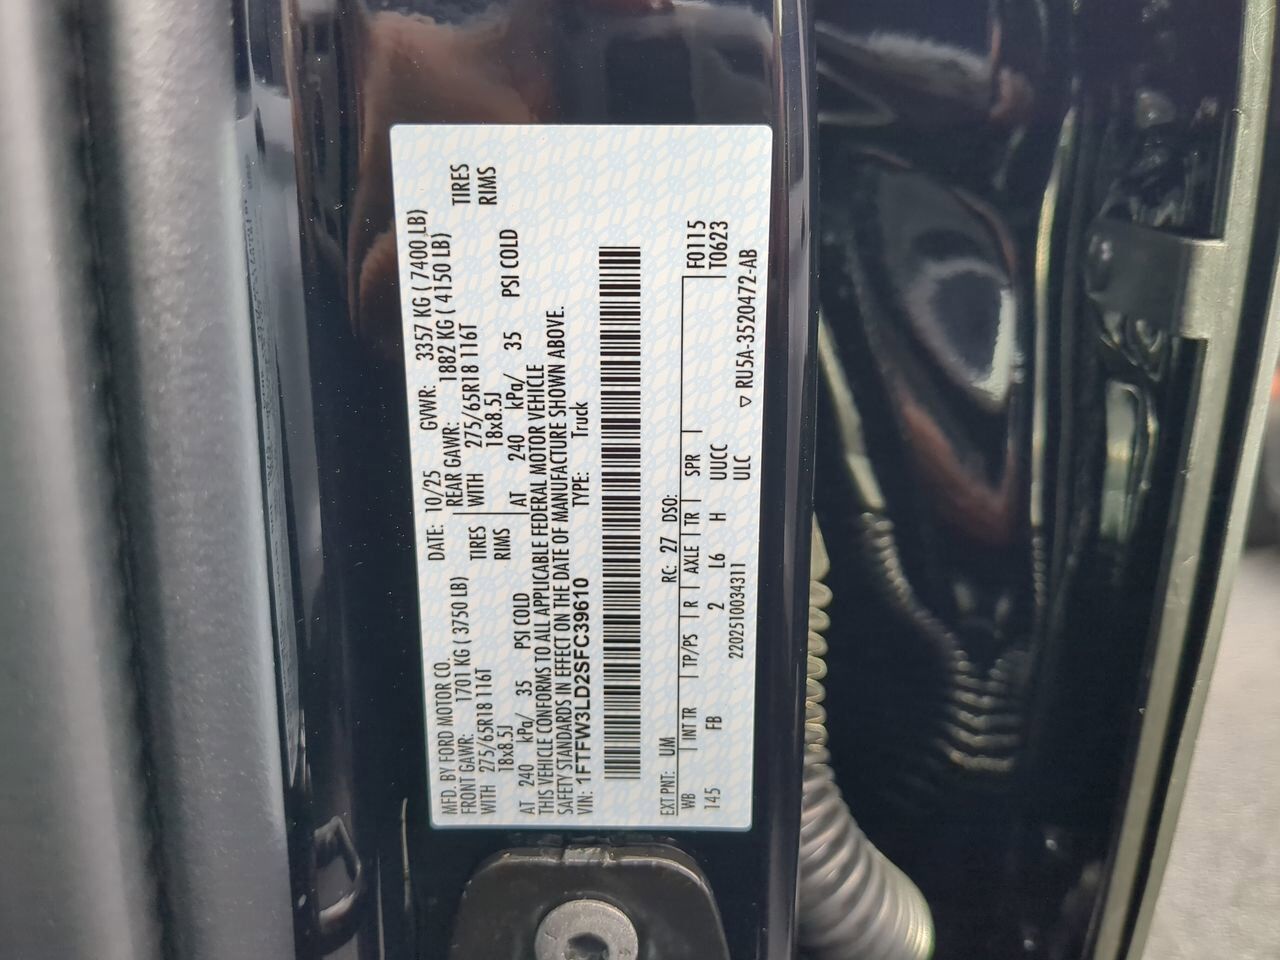 MFD. BY FORD MOTOR CO.
DATE: 10/25 GVWR: 3357 KG ( 7400 LB)
FRONT GAWR: 1701 KG ( 3750 LB) REAR GAWR: 1882 KG ( 4150 LB)
WITH 275/65R18 116T TIRES WITH 275/65R18 116T TIRES
18x8.5J RIMS 18x8.5J RIMS
AT 240 kPa/ 35 PSI COLD AT 240 kPa/ 35 PSI COLD
THIS VEHICLE CONFORMS TO ALL APPLICABLE FEDERAL MOTOR VEHICLE
SAFETY STANDARDS IN EFFECT ON THE DATE OF MANUFACTURE SHOWN ABOVE.
VIN: 1FTFW3LD2SFC39610 TYPE: Truck
EXT PNT: UM RC: 27 DSO:
WB INT TR TP/PS R AXLE TR SPR F0115
145 FB 2 L6 H UUCC T0623
2202510034311 ULC
▽ RU5A-3520472-AB